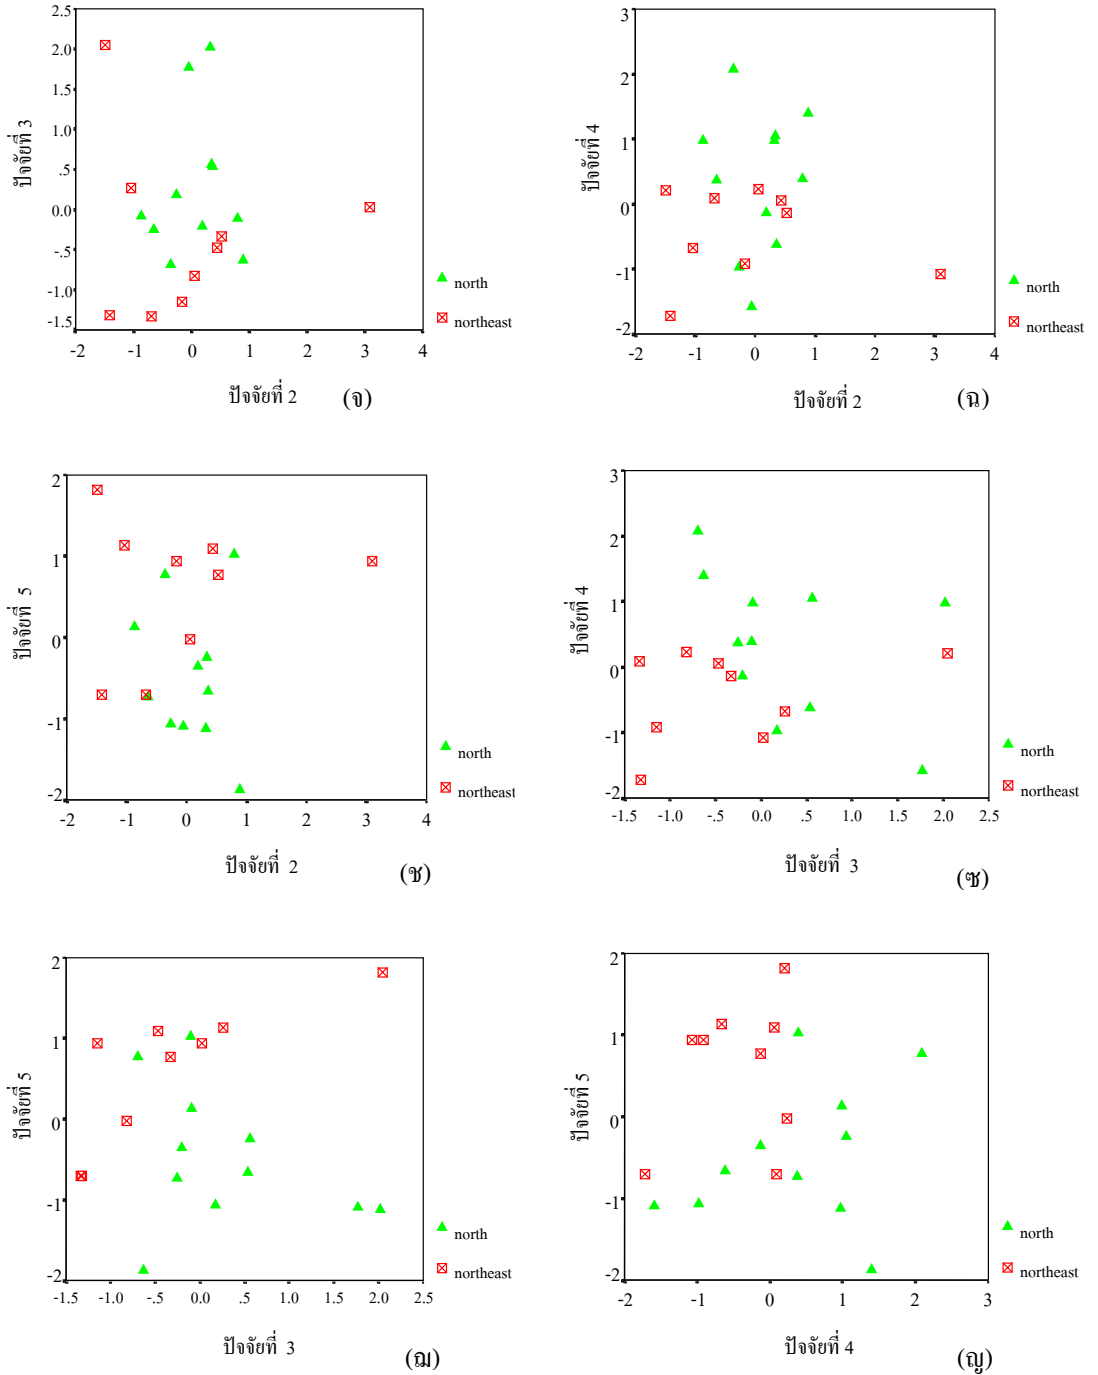 2.5
2.0
1.5
1.0
.5
0.0
-.5
-1.0
-1.5
-2 -1 0 1 2 3 4
ปัจจัยที่ 3
ปัจจัยที่ 2
(จ)
north
northeast
3
2
1
0
-1
-2
-2 -1 0 1 2 3 4
ปัจจัยที่ 4
ปัจจัยที่ 2
(ฉ)
north
northeast
2
1
0
-1
-2
-2 -1 0 1 2 3 4
ปัจจัยที่ 5
ปัจจัยที่ 2
(ช)
north
northeast
3
2
1
0
-1
-2
-1.5 -1.0 -.5 0.0 .5 1.0 1.5 2.0 2.5
ปัจจัยที่ 4
ปัจจัยที่ 3
(ซ)
north
northeast
2
1
0
-1
-2
-1.5 -1.0 -.5 0.0 .5 1.0 1.5 2.0 2.5
ปัจจัยที่ 5
ปัจจัยที่ 3
(ฌ)
north
northeast
2
1
0
-1
-2
-2 -1 0 1 2 3
ปัจจัยที่ 5
ปัจจัยที่ 4
(ญ)
north
northeast